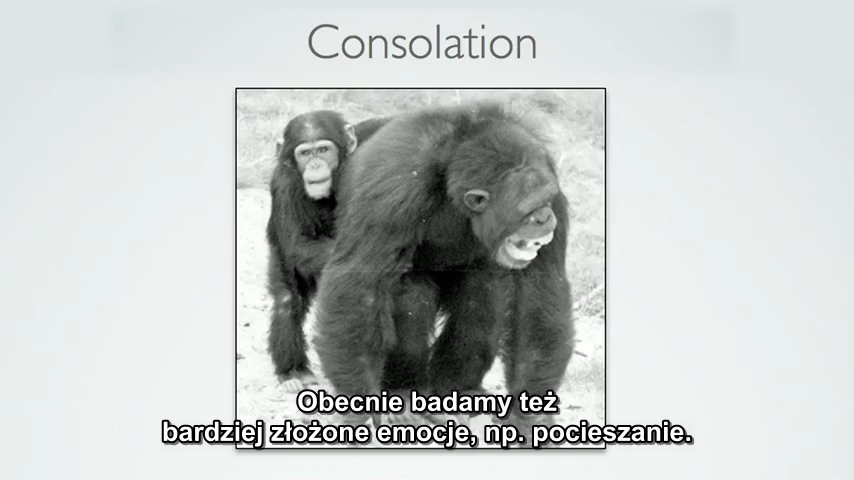 Consolation
Obecnie badamy też
bardziej złożone emocje, np. pocieszanie.